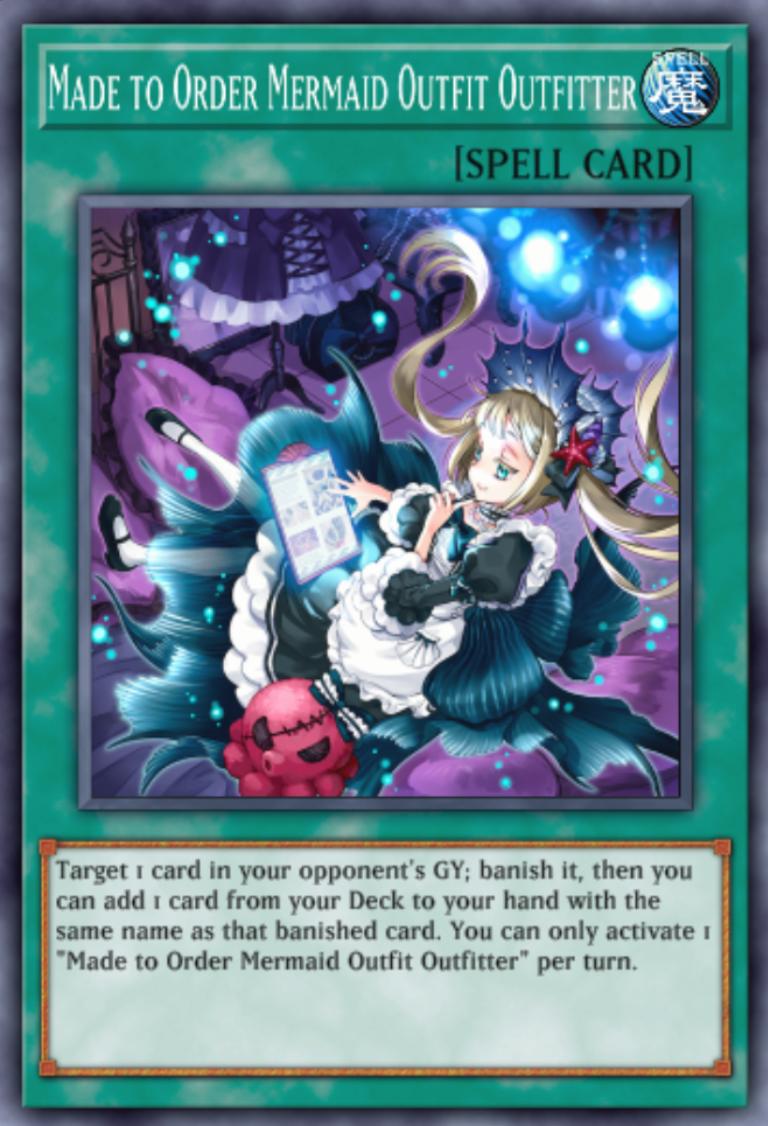 Made to Order Mermaid Outfit Outfitter
SPELL
魔
[SPELL CARD]
Target 1 card in your opponent's GY; banish it, then you
can add 1 card from your Deck to your hand with the
same name as that banished card. You can only activate 1
"Made to Order Mermaid Outfit Outfitter" per turn.